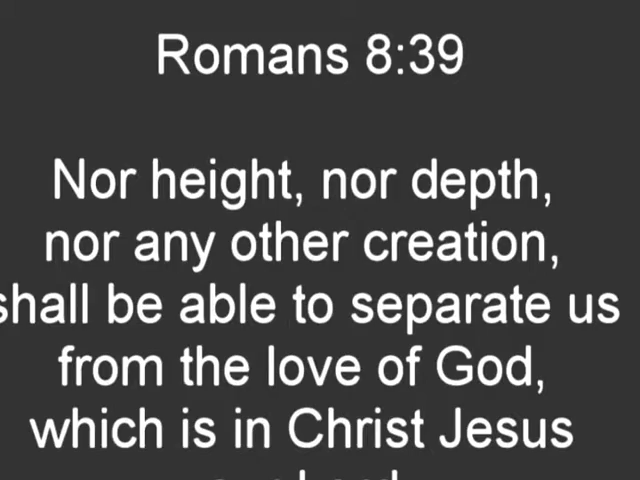 Romans 8:39
Nor height, nor depth,
nor any other creation,
shall be able to separate us
from the love of God,
which is in Christ Jesus